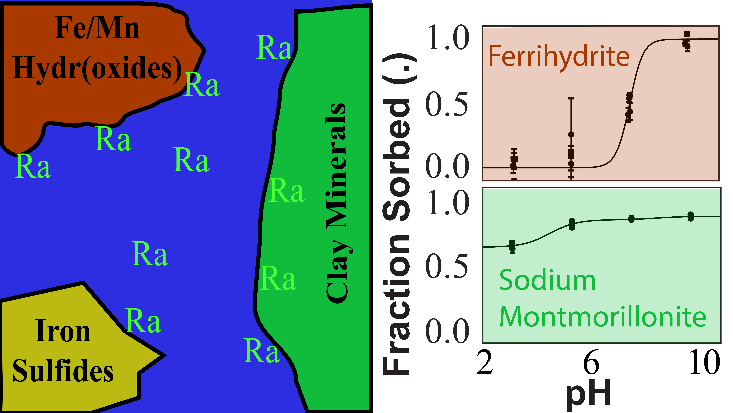 Fe/Mn
Hydr(oxides)
Ra
Ra
Ra
Ra
Ra
Ra
Ra
Ra
Ra
Ra
Iron
Sulfides
Clay Minerals
Fraction Sorbed (.)
1.0
0.5
0.0
Ferrihydrite
1.0
0.5
0.0
Sodium
Montmorillonite
2
6
10
pH